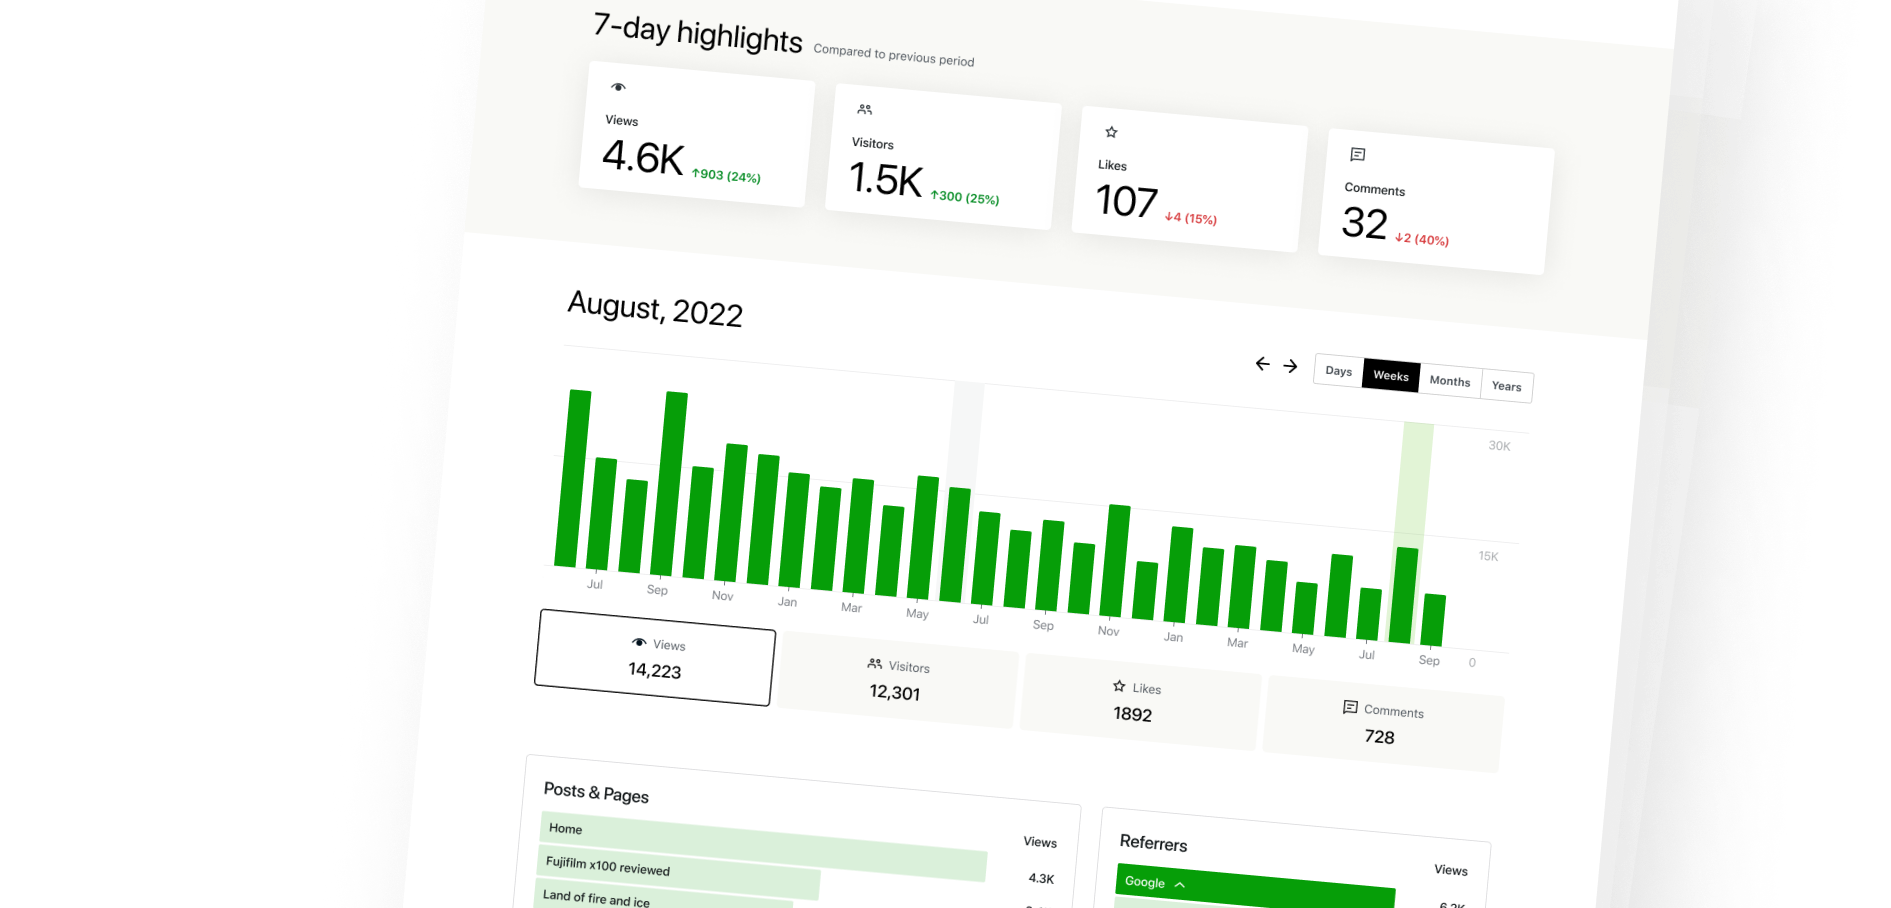 7-day highlights Compared to previous period
Views
4.6K ↑903 (24%)
Visitors
1.5K ↑300 (25%)
Likes
107 ↓4 (15%)
Comments
32 ↓2 (40%)
August, 2022
← → Days Weeks Months Years
30K
15K
0
Jul Sep Nov Jan Mar May Jul Sep Nov Jan Mar May Jul Sep
Views
14,223
Visitors
12,301
Likes
1892
Comments
728
Posts & Pages
Views
Home
4.3K
Fujifilm x100 reviewed
Land of fire and ice
Referrers
Views
Google